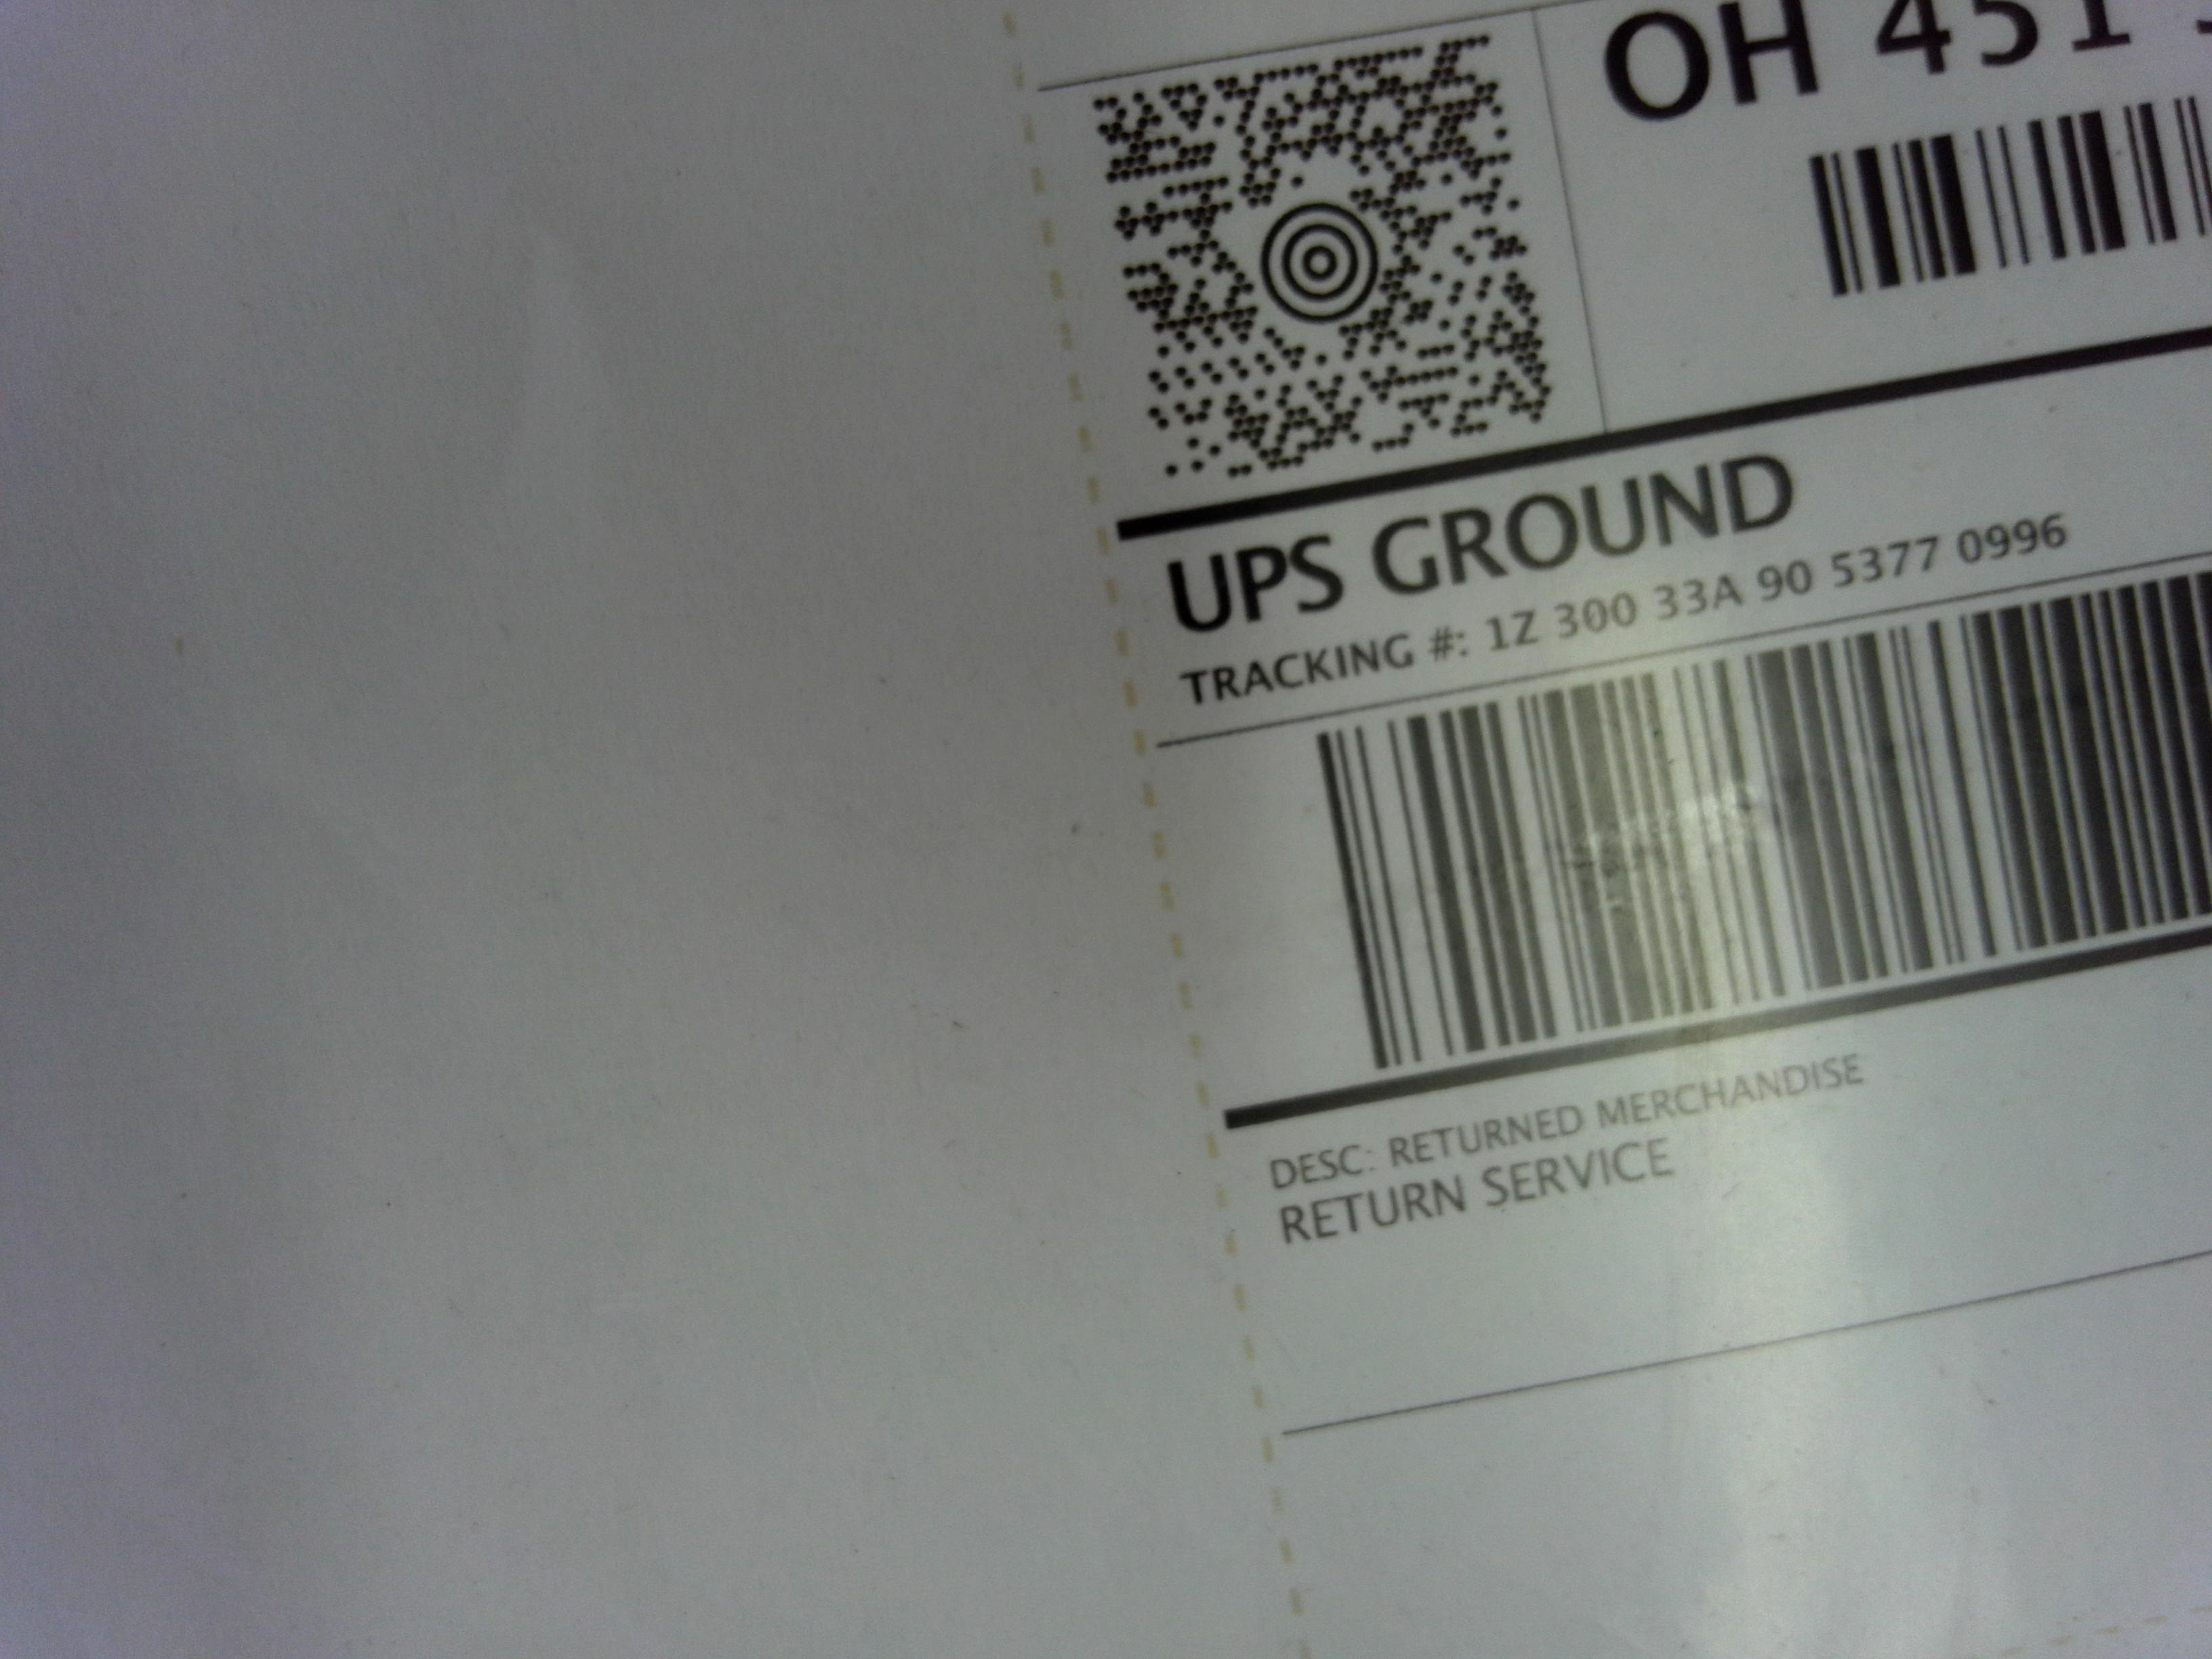 OH 451
UPS GROUND
TRACKING #: 1Z 300 33A 90 5377 0996
DESC: RETURNED MERCHANDISE
RETURN SERVICE